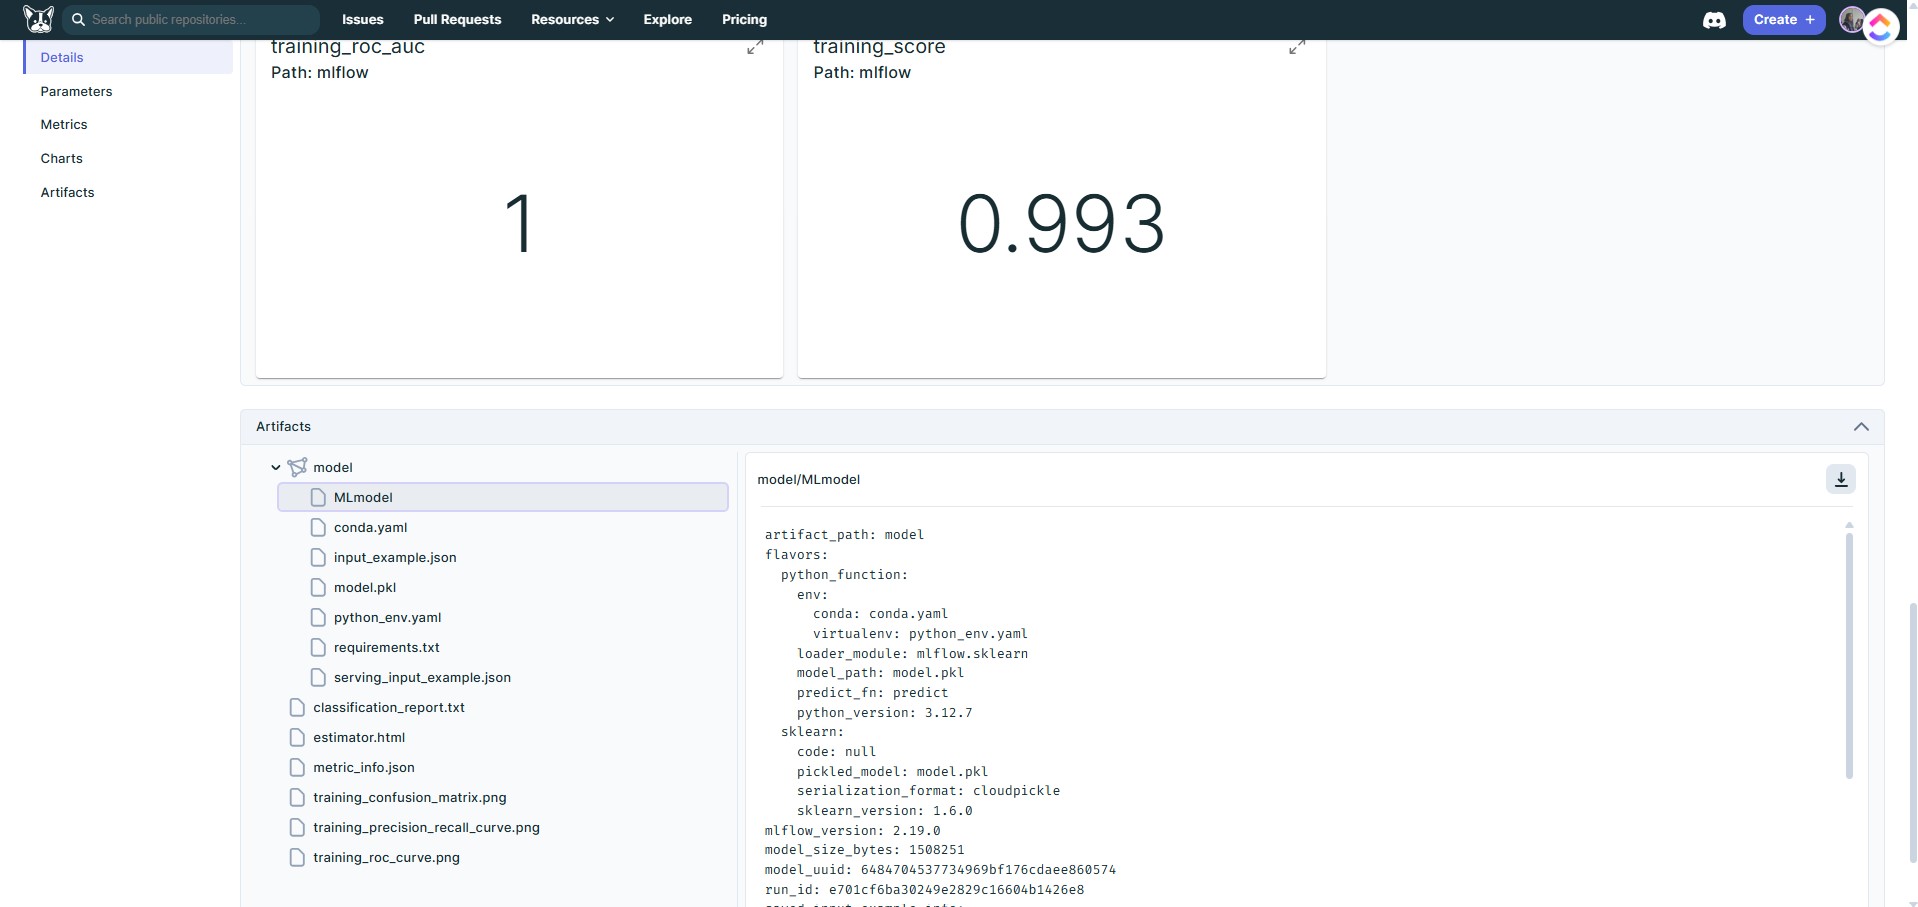 Search public repositories...
Issues
Pull Requests
Resources
Explore
Pricing
Create +
Details
Parameters
Metrics
Charts
Artifacts
training_roc_auc
Path: mlflow
1
training_score
Path: mlflow
0.993
Artifacts
model
MLmodel
conda.yaml
input_example.json
model.pkl
python_env.yaml
requirements.txt
serving_input_example.json
classification_report.txt
estimator.html
metric_info.json
training_confusion_matrix.png
training_precision_recall_curve.png
training_roc_curve.png
model/MLmodel
artifact_path: model
flavors:
python_function:
env:
conda: conda.yaml
virtualenv: python_env.yaml
loader_module: mlflow.sklearn
model_path: model.pkl
predict_fn: predict
python_version: 3.12.7
sklearn:
code: null
pickled_model: model.pkl
serialization_format: cloudpickle
sklearn_version: 1.6.0
mlflow_version: 2.19.0
model_size_bytes: 1508251
model_uuid: 6484704537734969bf176cdaee860574
run_id: e701cf6ba30249e2829c16604b1426e8